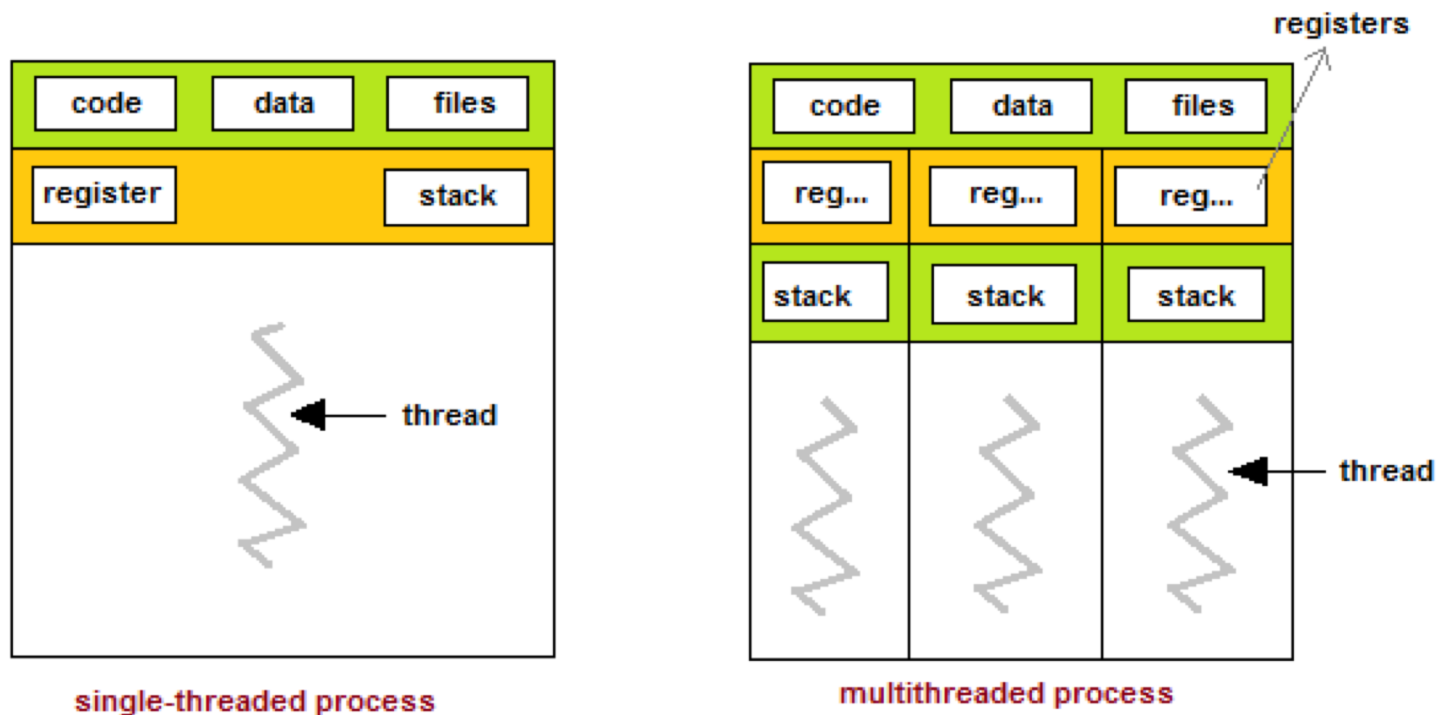 registers
code data files
code data files
register stack
reg... reg... reg...
stack stack stack
thread
thread
single-threaded process
multithreaded process